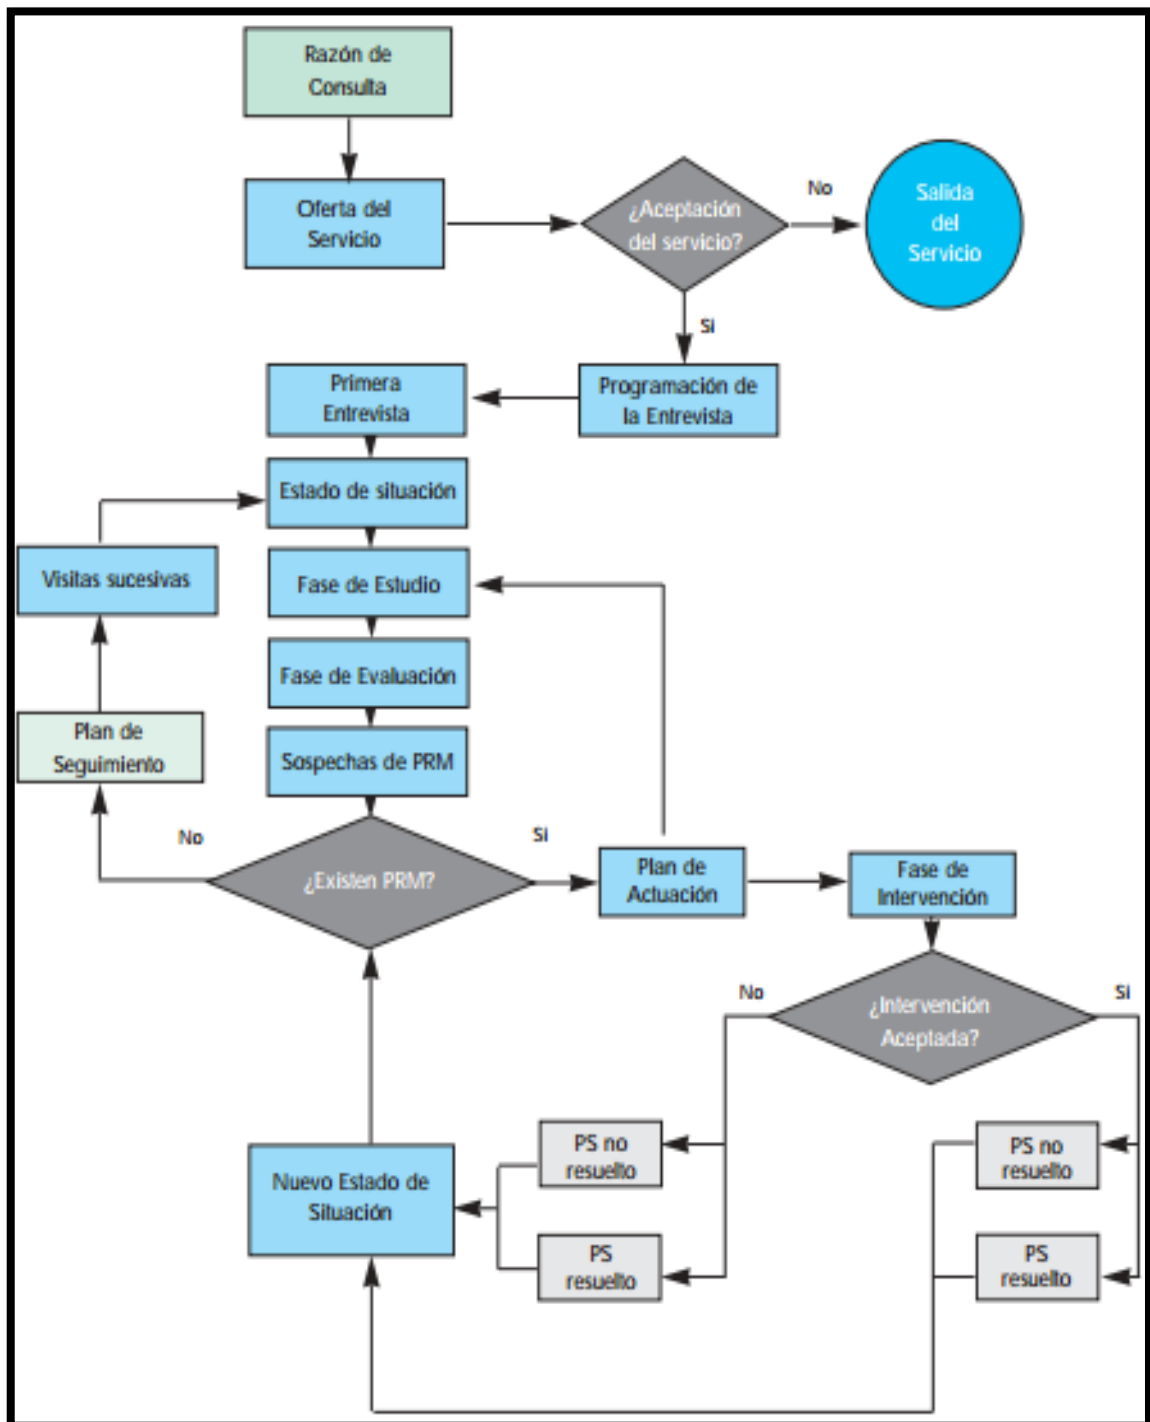 Razón de
Consulta
Oferta del
Servicio
¿Aceptación
del servicio?
No
Salida
del
Servicio
Si
Programación de
la Entrevista
Primera
Entrevista
Estado de situación
Visitas sucesivas
Fase de Estudio
Fase de Evaluación
Plan de
Seguimiento
Sospechas de PRM
No
¿Existen PRM?
Si
Plan de
Actuación
Fase de
Intervención
No
¿Intervención
Aceptada?
Si
PS no
resuelto
PS no
resuelto
Nuevo Estado de
Situación
PS
resuelto
PS
resuelto